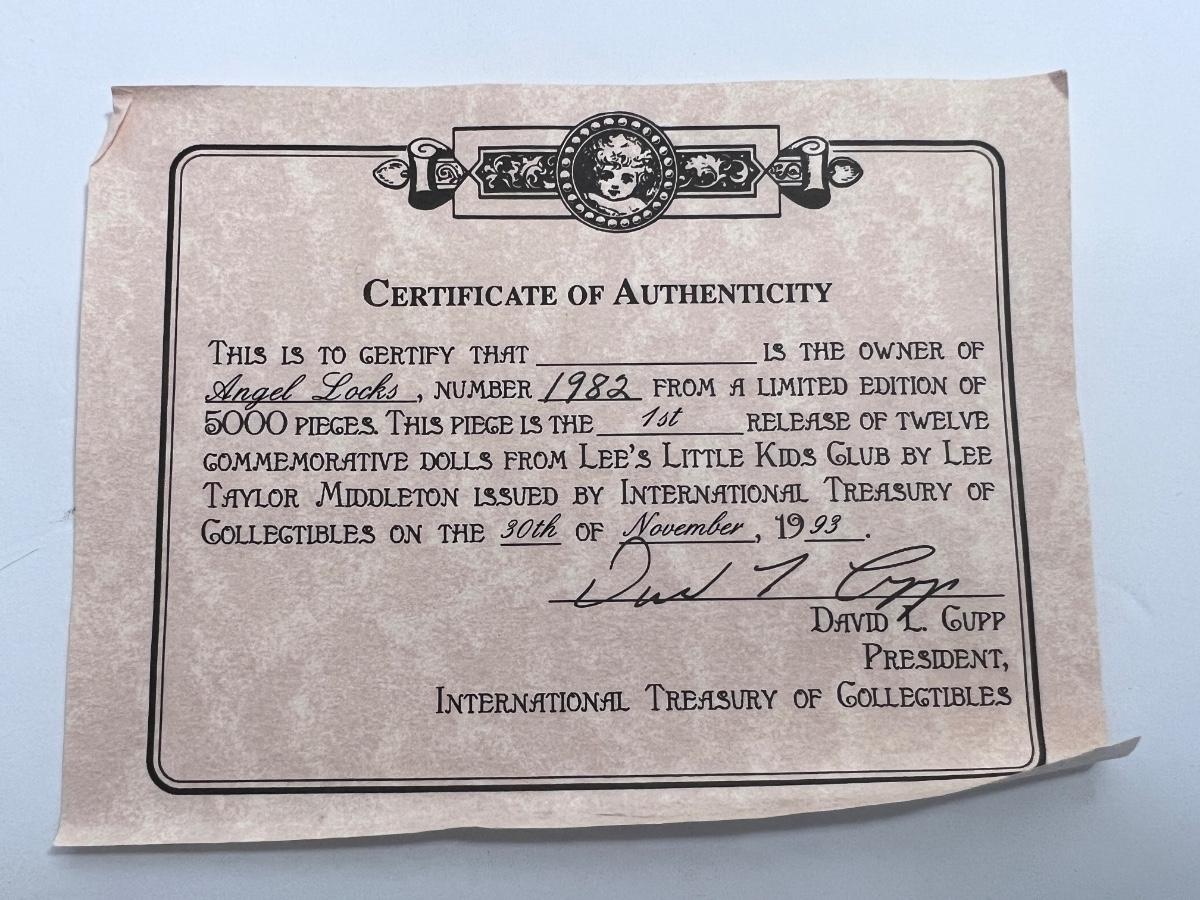 CERTIFICATE OF AUTHENTICITY
THIS IS TO CERTIFY THAT ____________ IS THE OWNER OF
Angel Locks, NUMBER 1982 FROM A LIMITED EDITION OF
5000 PIECES. THIS PIECE IS THE 1st RELEASE OF TWELVE
COMMEMORATIVE DOLLS FROM LEE'S LITTLE KIDS CLUB BY LEE
TAYLOR MIDDLETON ISSUED BY INTERNATIONAL TREASURY OF
COLLECTIBLES ON THE 30th OF November, 1993.
David L Cupp
DAVID L. CUPP
PRESIDENT,
INTERNATIONAL TREASURY OF COLLECTIBLES